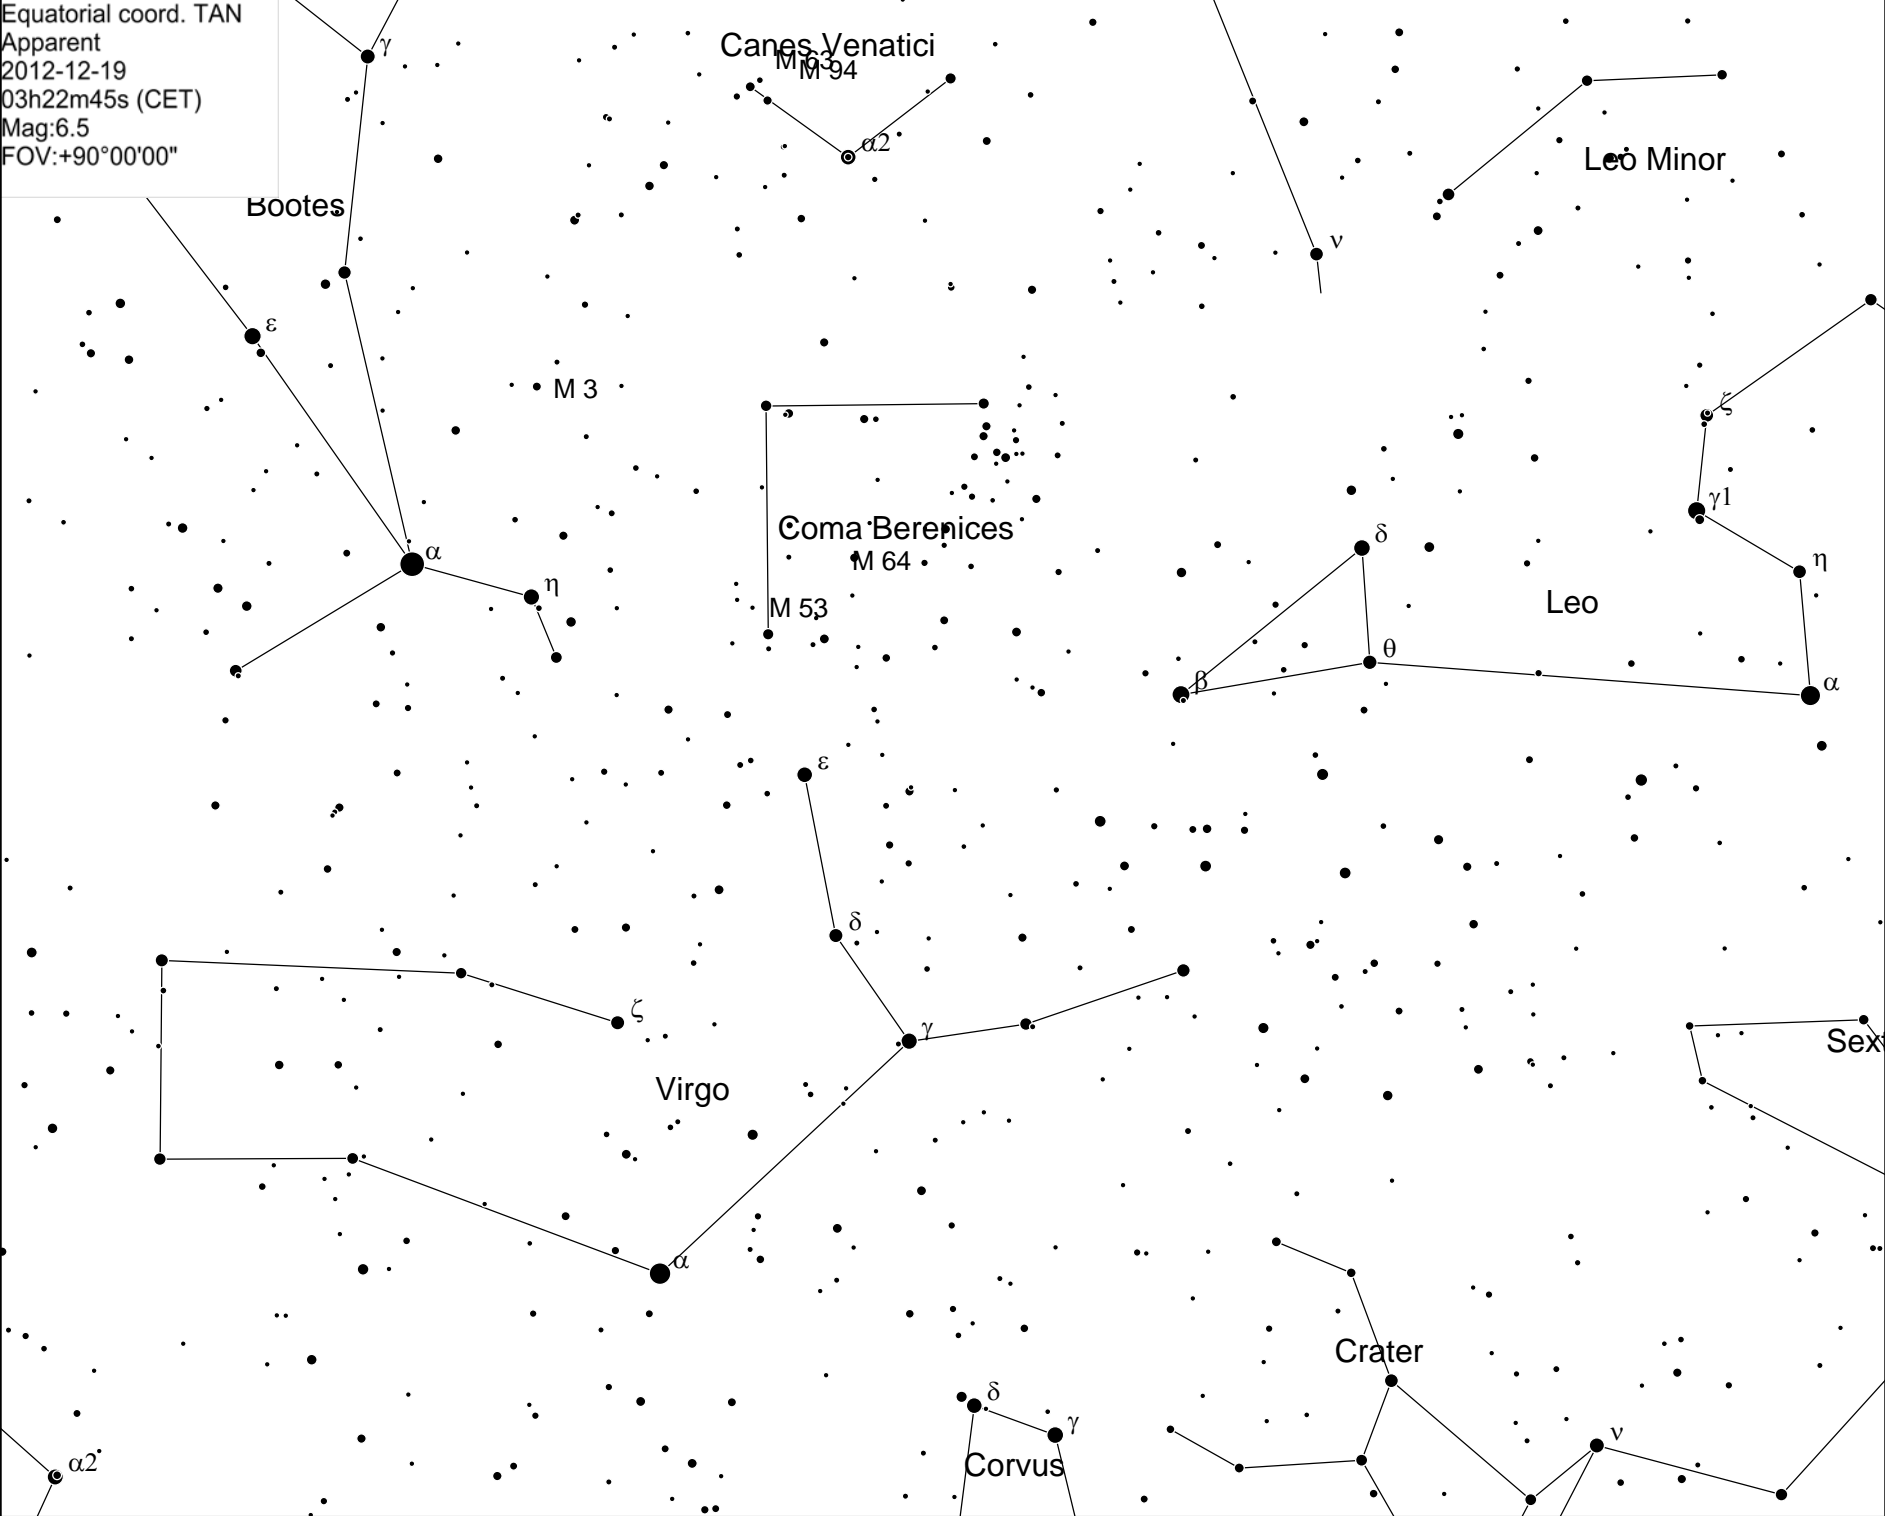 Equatorial coord. TAN
Apparent
2012-12-19
03h22m45s (CET)
Mag:6.5
FOV:+90°00'00"
γ
Canes Venatici
M 63
M 94
α2
Leo Minor
Bootes
ν
ε
M 3
ζ
γ1
Coma Berenices
δ
α
M 64
η
η
Leo
M 53
θ
β
α
ε
δ
ζ
γ
Sext
Virgo
α
Crater
δ
γ
ν
α2
Corvus